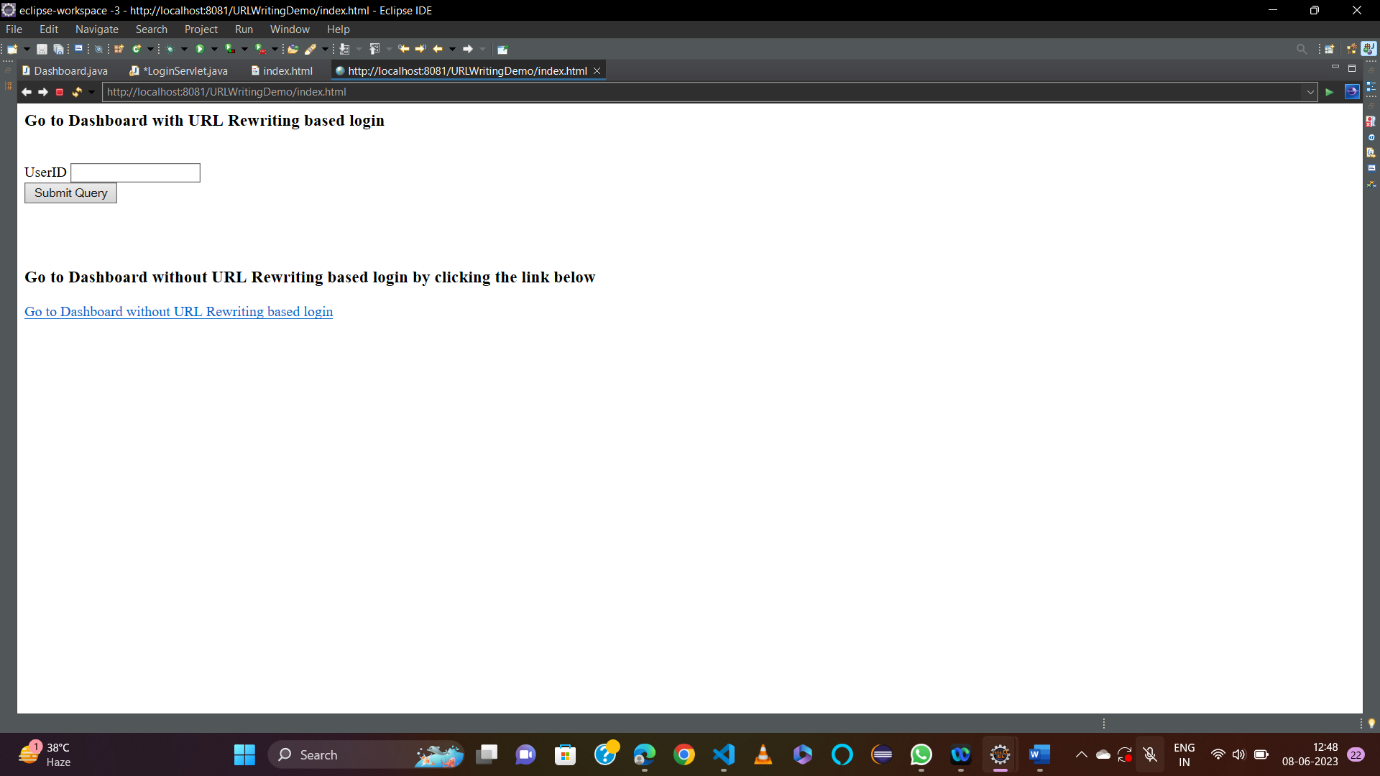 eclipse-workspace -3 - http://localhost:8081/URLWritingDemo/index.html - Eclipse IDE
File Edit Navigate Search Project Run Window Help
Dashboard.java *LoginServlet.java index.html http://localhost:8081/URLWritingDemo/index.html
http://localhost:8081/URLWritingDemo/index.html
Go to Dashboard with URL Rewriting based login
UserID
Submit Query
Go to Dashboard without URL Rewriting based login by clicking the link below
Go to Dashboard without URL Rewriting based login
1 38°C
Haze
Search
ENG
IN
12:48
08-06-2023
22